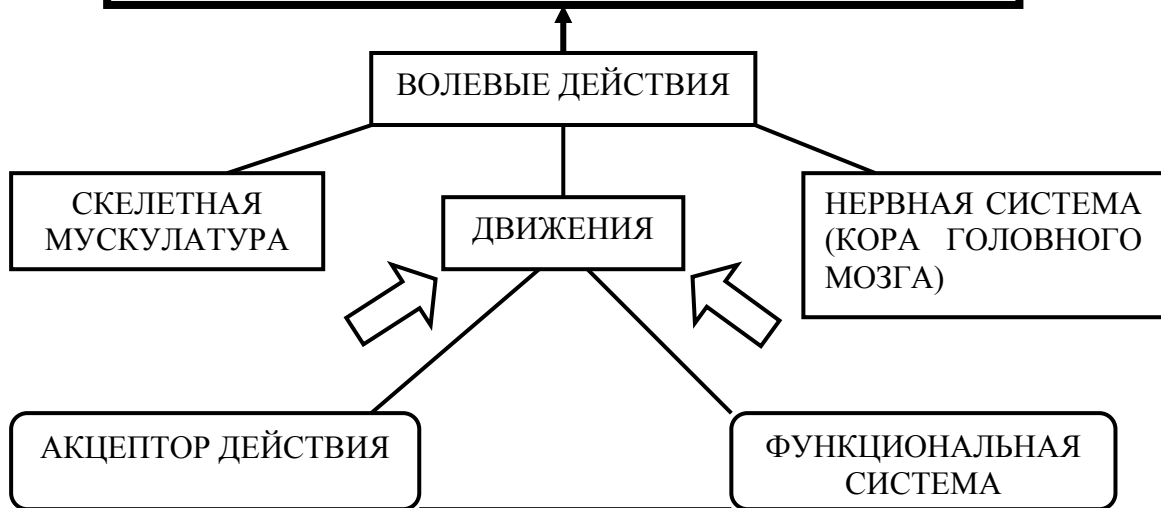 ВОЛЕВЫЕ ДЕЙСТВИЯ
СКЕЛЕТНАЯ
МУСКУЛАТУРА
ДВИЖЕНИЯ
НЕРВНАЯ СИСТЕМА
(КОРА ГОЛОВНОГО
МОЗГА)
АКЦЕПТОР ДЕЙСТВИЯ
ФУНКЦИОНАЛЬНАЯ
СИСТЕМА